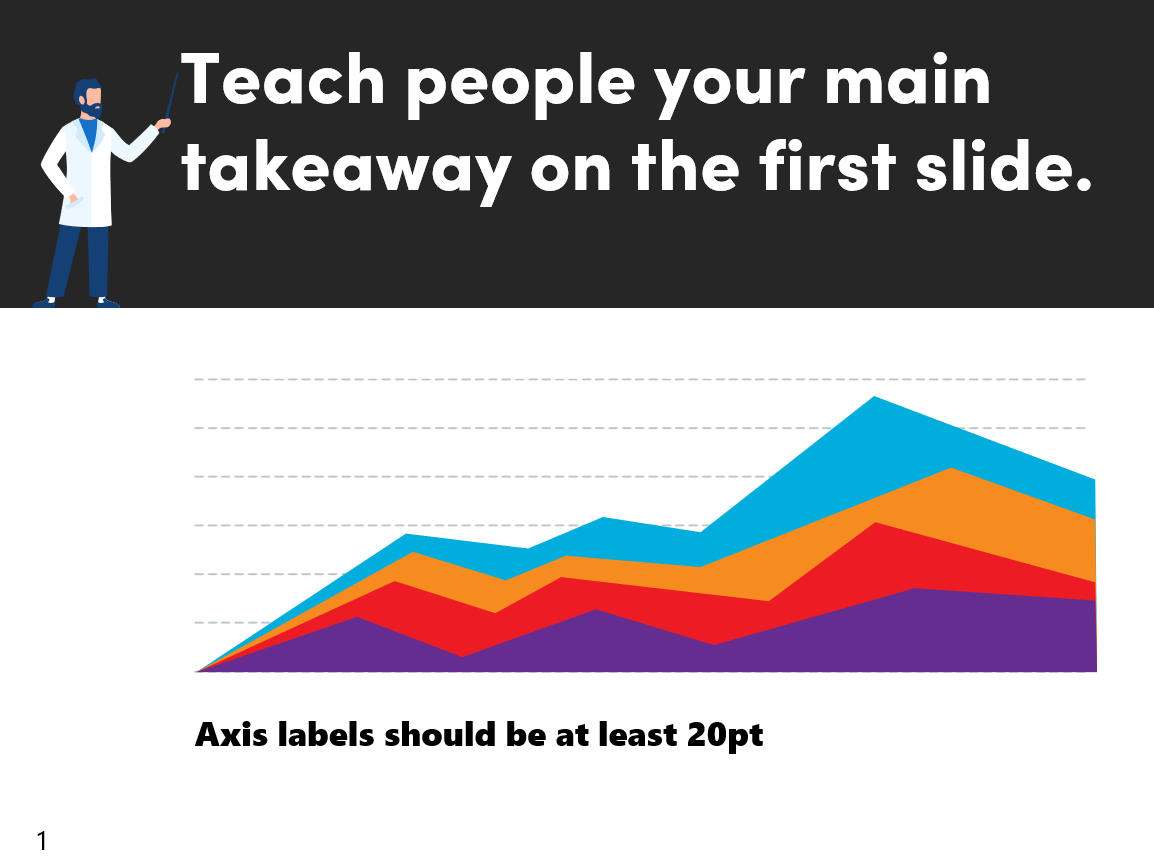 Teach people your main
takeaway on the first slide.
Axis labels should be at least 20pt
1